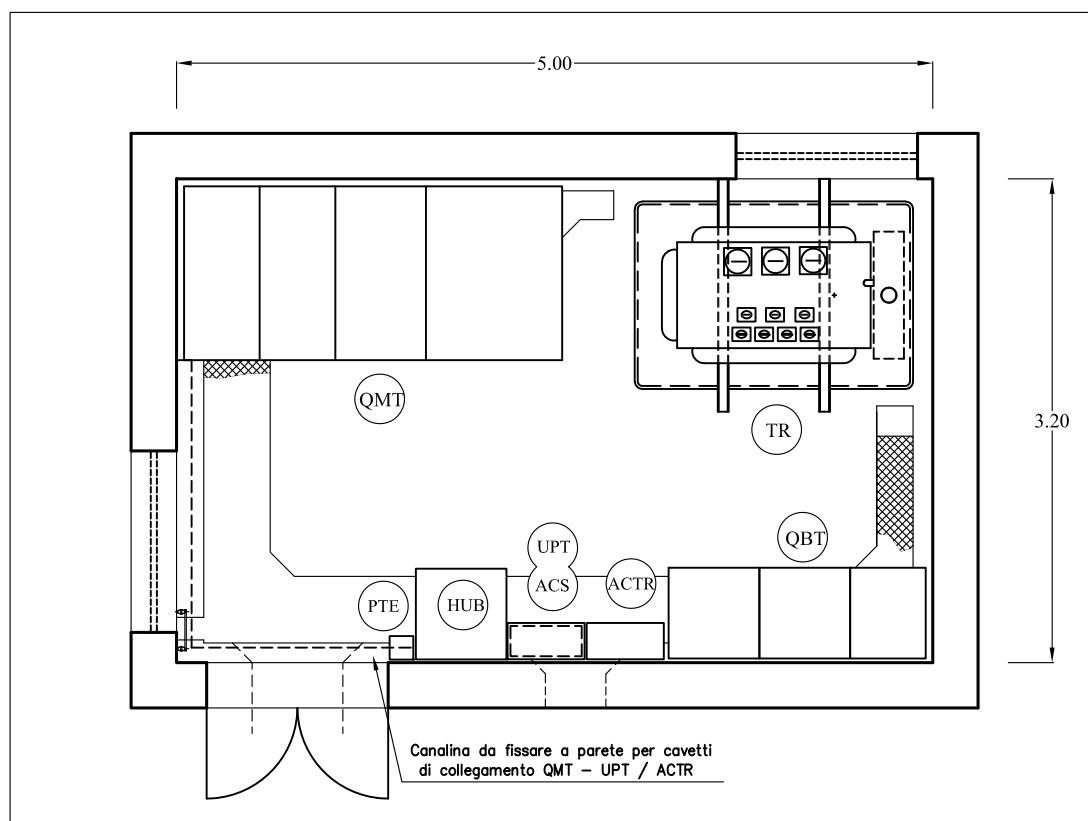 5.00
3.20
QMT
TR
QBT
UPT
ACS
ACTR
PTE
HUB
Canalina da fissare a parete per cavetti
di collegamento QMT – UPT / ACTR